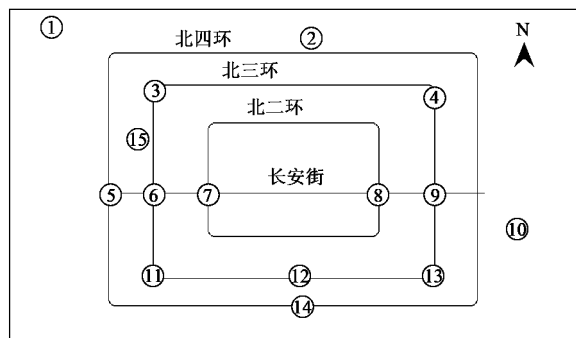 ①
北四环 ②
N
北三环
③
④
北二环
⑮
长安街
⑤ ⑥ ⑦ ⑧ ⑨
⑩
⑪ ⑫ ⑬
⑭